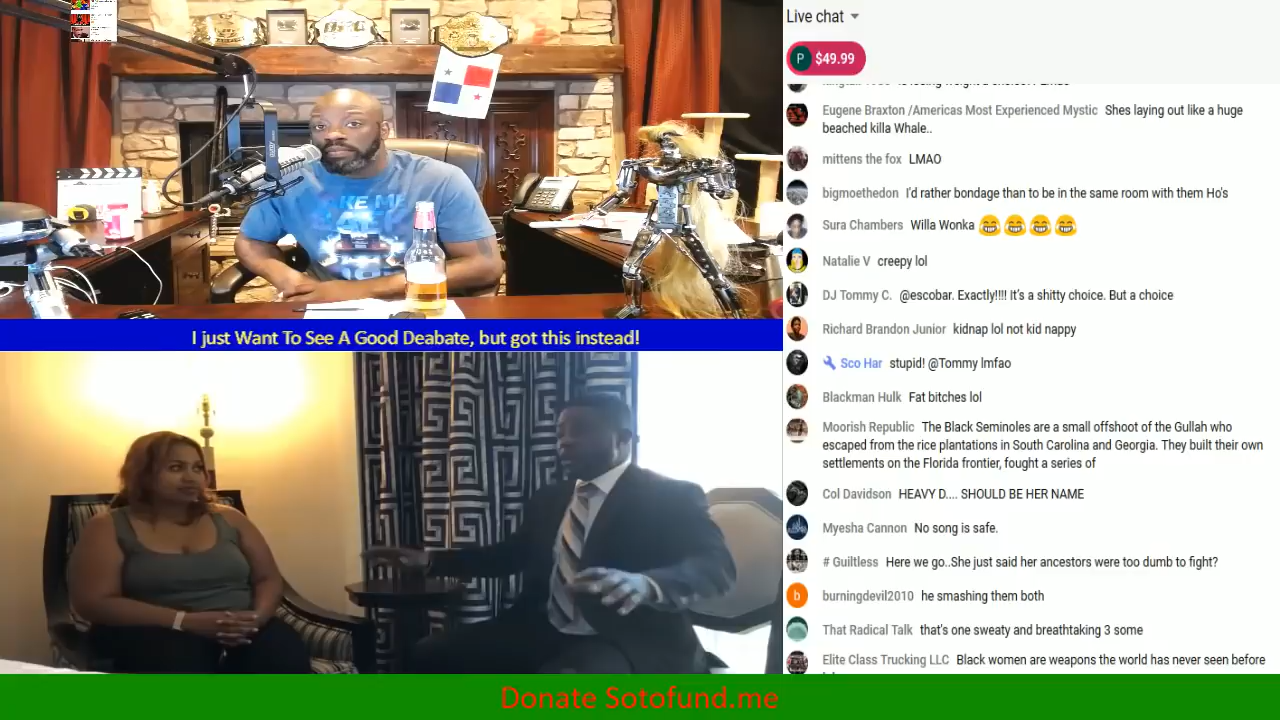 Live chat
P $49.99
Eugene Braxton /Americas Most Experienced Mystic Shes laying out like a huge
beached killa Whale..
mittens the fox LMAO
bigmoethedon I'd rather bondage than to be in the same room with them Ho's
Sura Chambers Willa Wonka 😂😂😂😂
Natalie V creepy lol
DJ Tommy C. @escobar. Exactly!!!! It's a shitty choice. But a choice
Richard Brandon Junior kidnap lol not kid nappy
Sco Har stupid! @Tommy lmfao
Blackman Hulk Fat bitches lol
Moorish Republic The Black Seminoles are a small offshoot of the Gullah who
escaped from the rice plantations in South Carolina and Georgia. They built their own
settlements on the Florida frontier, fought a series of
Col Davidson HEAVY D.... SHOULD BE HER NAME
Myesha Cannon No song is safe.
# Guiltless Here we go..She just said her ancestors were too dumb to fight?
b burningdevil2010 he smashing them both
That Radical Talk that's one sweaty and breathtaking 3 some
Elite Class Trucking LLC Black women are weapons the world has never seen before
I just Want To See A Good Deabate, but got this instead!
Donate Sotofund.me